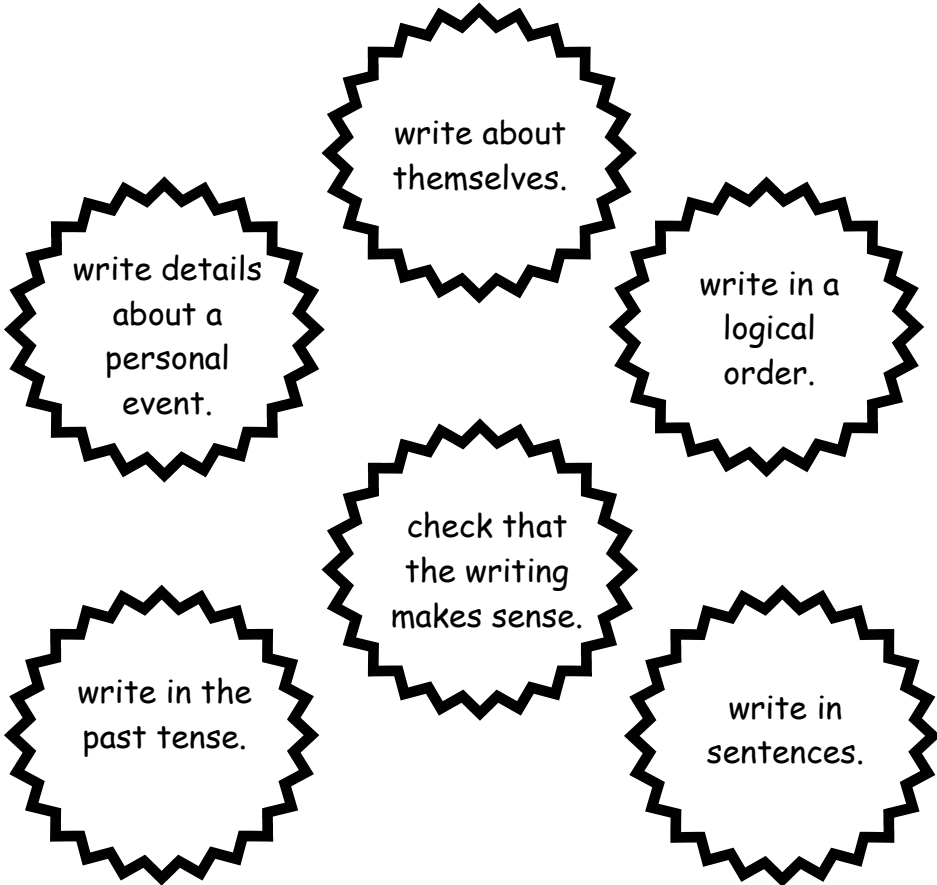 write about
themselves.
write details
about a
personal
event.
write in a
logical
order.
check that
the writing
makes sense.
write in the
past tense.
write in
sentences.